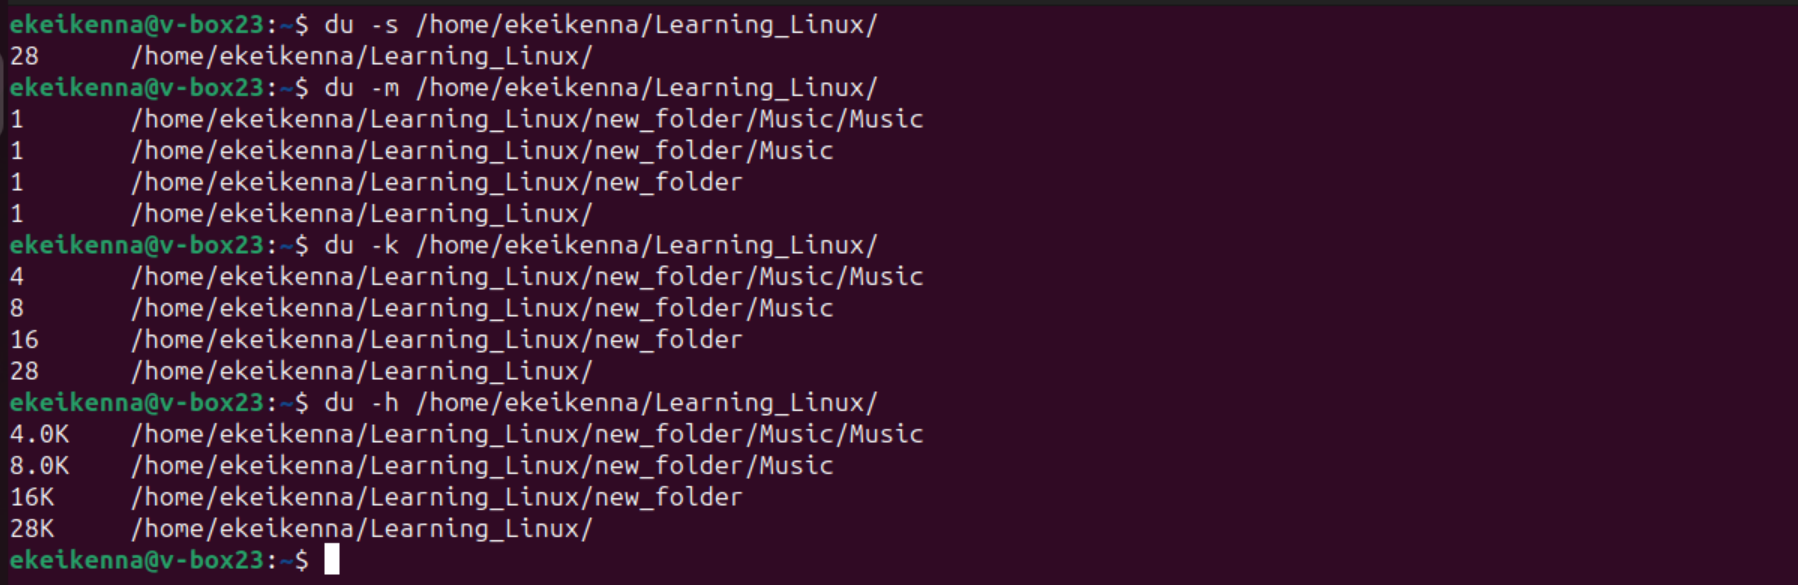 ekeikenna@v-box23:~$ du -s /home/ekeikenna/Learning_Linux/
28 /home/ekeikenna/Learning_Linux/
ekeikenna@v-box23:~$ du -m /home/ekeikenna/Learning_Linux/
1 /home/ekeikenna/Learning_Linux/new_folder/Music/Music
1 /home/ekeikenna/Learning_Linux/new_folder/Music
1 /home/ekeikenna/Learning_Linux/new_folder
1 /home/ekeikenna/Learning_Linux/
ekeikenna@v-box23:~$ du -k /home/ekeikenna/Learning_Linux/
4 /home/ekeikenna/Learning_Linux/new_folder/Music/Music
8 /home/ekeikenna/Learning_Linux/new_folder/Music
16 /home/ekeikenna/Learning_Linux/new_folder
28 /home/ekeikenna/Learning_Linux/
ekeikenna@v-box23:~$ du -h /home/ekeikenna/Learning_Linux/
4.0K /home/ekeikenna/Learning_Linux/new_folder/Music/Music
8.0K /home/ekeikenna/Learning_Linux/new_folder/Music
16K /home/ekeikenna/Learning_Linux/new_folder
28K /home/ekeikenna/Learning_Linux/
ekeikenna@v-box23:~$